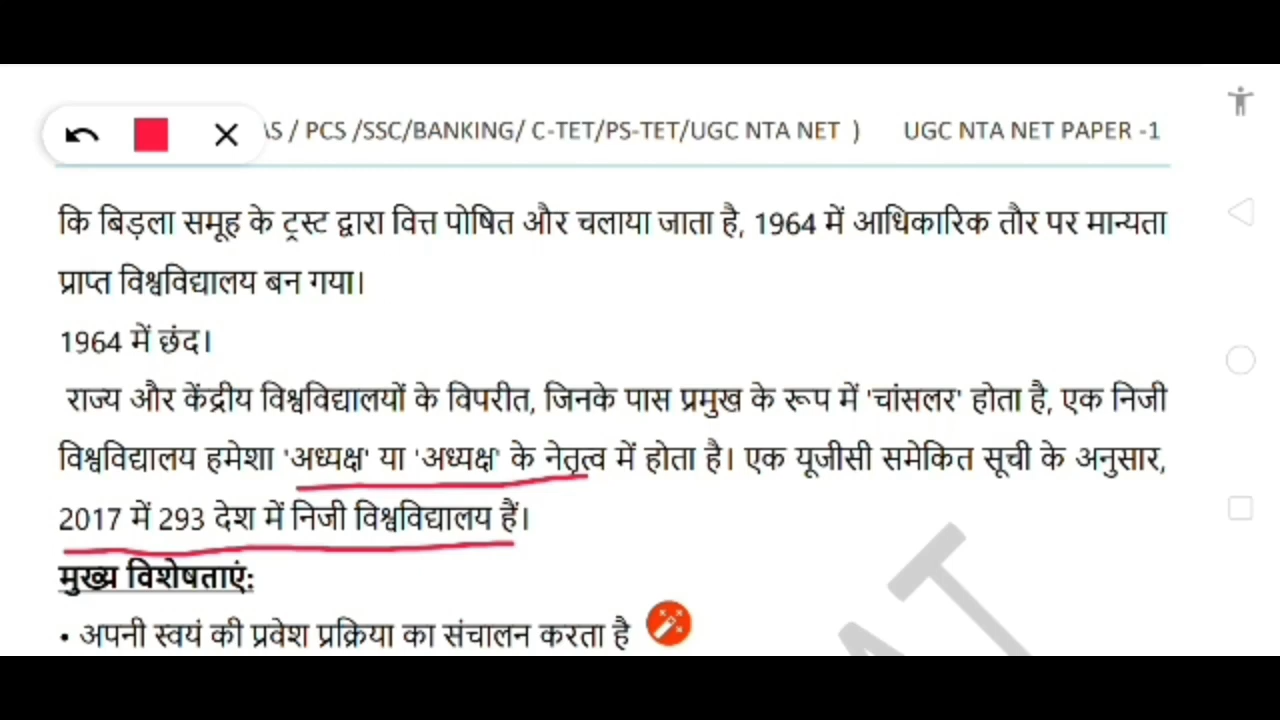 AS / PCS /SSC/BANKING/ C-TET/PS-TET/UGC NTA NET ) UGC NTA NET PAPER -1
कि बिड़ला समूह के ट्रस्ट द्वारा वित्त पोषित और चलाया जाता है, 1964 में आधिकारिक तौर पर मान्यता
प्राप्त विश्वविद्यालय बन गया।
1964 में छंद।
राज्य और केंद्रीय विश्वविद्यालयों के विपरीत, जिनके पास प्रमुख के रूप में 'चांसलर' होता है, एक निजी
विश्वविद्यालय हमेशा 'अध्यक्ष' या 'अध्यक्ष' के नेतृत्व में होता है। एक यूजीसी समेकित सूची के अनुसार,
2017 में 293 देश में निजी विश्वविद्यालय हैं।
मुख्य विशेषताएं:
• अपनी स्वयं की प्रवेश प्रक्रिया का संचालन करता है